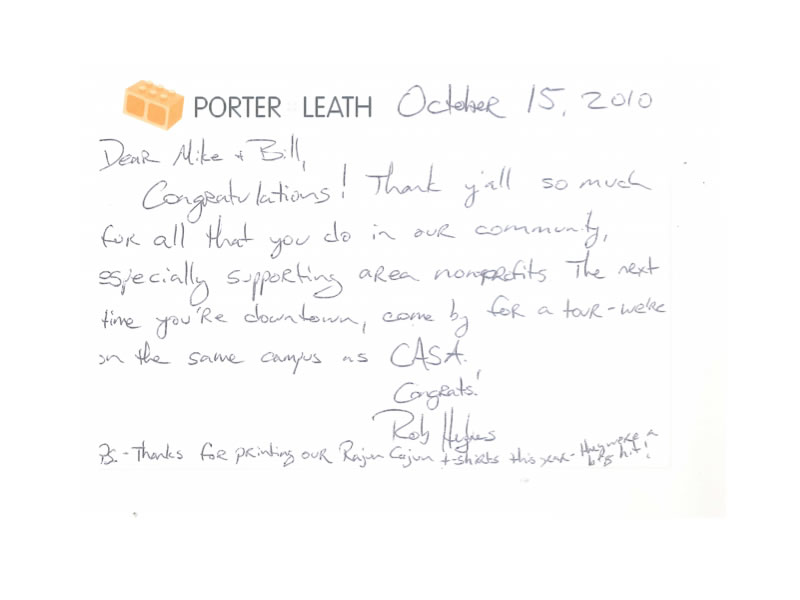 PORTER LEATH October 15, 2010
Dear Mike + Bill,
Congratulations! Thank y'all so much
for all that you do in our community,
especially supporting area nonprofits The next
time you're downtown, come by for a tour - we're
on the same campus as CASA.
Congrats!
Rob Hughes
Ps. - Thanks for printing our Rajun Cajun t-shirts this year - they were a
big hit!